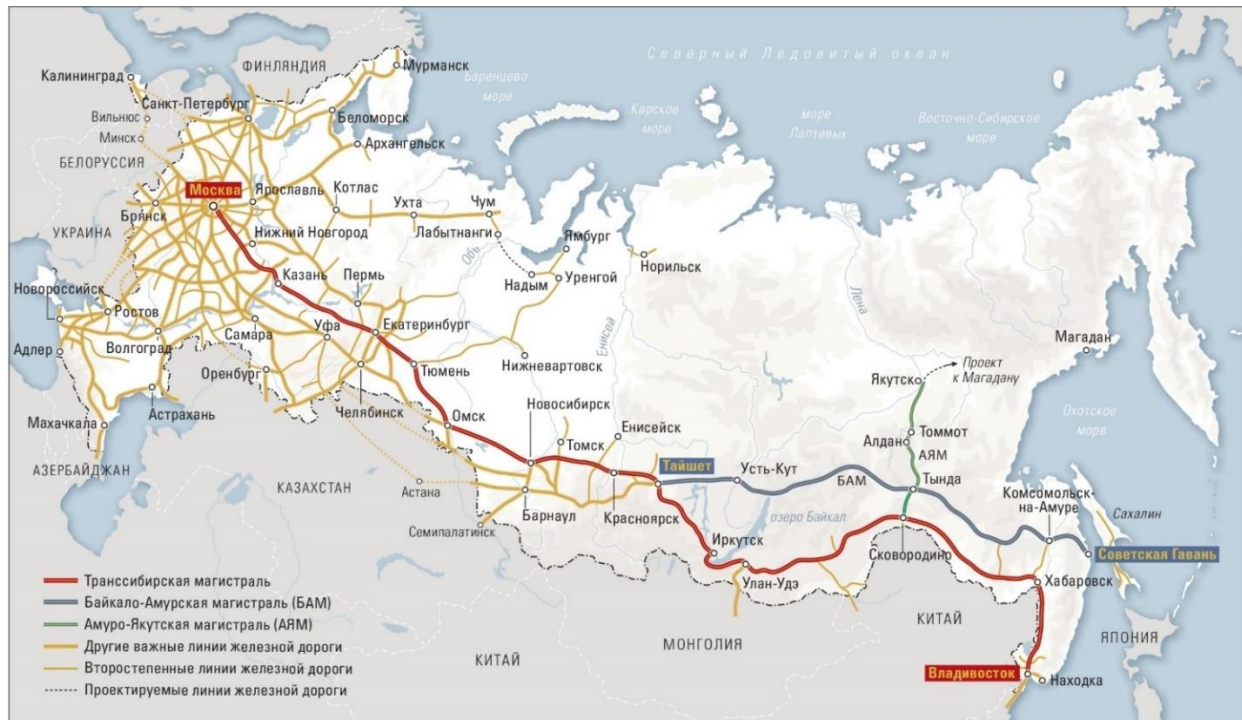 Северный Ледовитый океан
ФИНЛЯНДИЯ
Мурманск
Калининград
Баренцево
море
Санкт-Петербург
Карское
море
море
Лаптевых
Восточно-Сибирское
море
Вильнюс
Беломорск
Минск
Архангельск
БЕЛОРУССИЯ
Москва
Ярославль
Котлас
Ухта
Чум
Брянск
Лабытнанги
Ямбург
УКРАИНА
Нижний Новгород
Обь
Норильск
Казань
Пермь
Надым
Уренгой
Новороссийск
Лена
Ростов
Екатеринбург
Енисей
Самара
Уфа
Магадан
Адлер
Волгоград
Тюмень
Нижневартовск
Проект
к Магадану
Оренбург
Якутск
Астрахань
Челябинск
Новосибирск
Охотское
море
Махачкала
Омск
Томск
Енисейск
Томмот
Алдан
АЯМ
АЗЕРБАЙДЖАН
Тайшет
Усть-Кут
БАМ
Тында
КАЗАХСТАН
Астана
Комсомольск-
на-Амуре
Сахалин
Барнаул
Красноярск
озеро Байкал
Семипалатинск
Иркутск
Сковородино
Советская Гавань
Улан-Удэ
Хабаровск
Транссибирская магистраль
Байкало-Амурская магистраль (БАМ)
Амуро-Якутская магистраль (АЯМ)
Другие важные линии железной дороги
Второстепенные линии железной дороги
Проектируемые линии железной дороги
КИТАЙ
МОНГОЛИЯ
КИТАЙ
ЯПОНИЯ
Владивосток
Находка